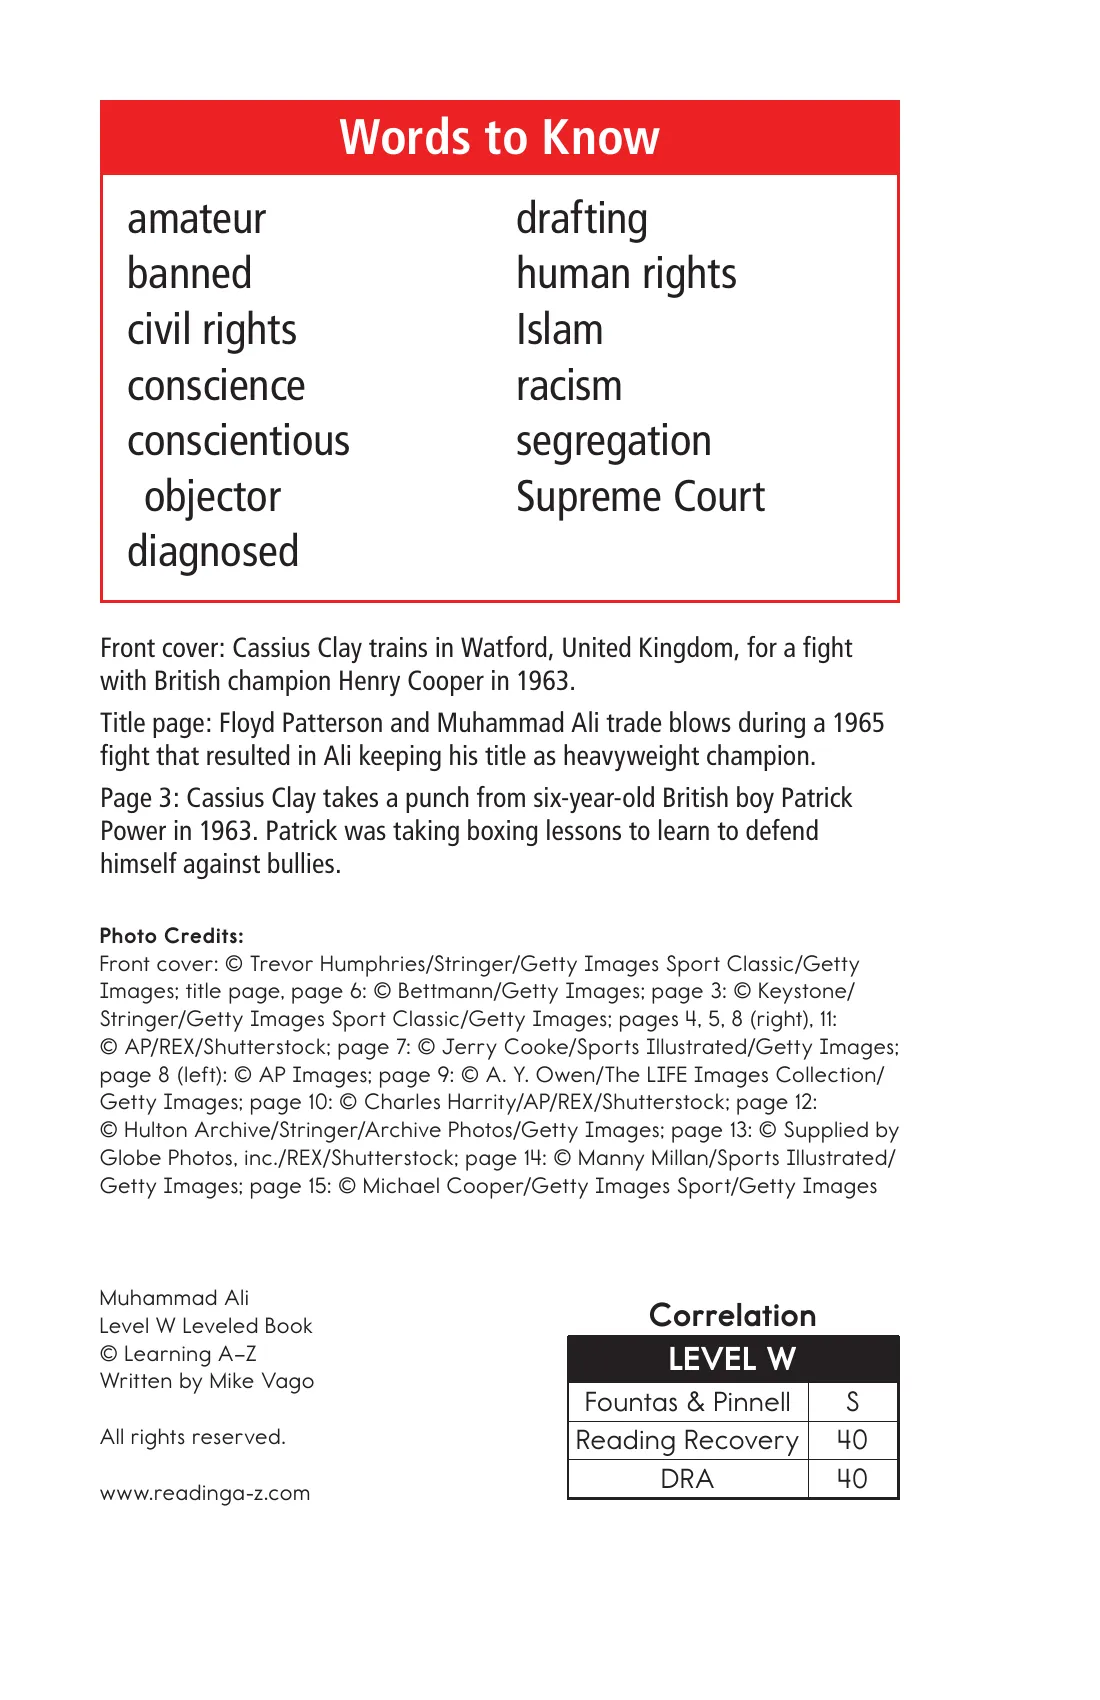 Words to Know
amateur
banned
civil rights
conscience
conscientious
objector
diagnosed
drafting
human rights
Islam
racism
segregation
Supreme Court
Front cover: Cassius Clay trains in Watford, United Kingdom, for a fight
with British champion Henry Cooper in 1963.
Title page: Floyd Patterson and Muhammad Ali trade blows during a 1965
fight that resulted in Ali keeping his title as heavyweight champion.
Page 3: Cassius Clay takes a punch from six-year-old British boy Patrick
Power in 1963. Patrick was taking boxing lessons to learn to defend
himself against bullies.
Photo Credits:
Front cover: © Trevor Humphries/Stringer/Getty Images Sport Classic/Getty
Images; title page, page 6: © Bettmann/Getty Images; page 3: © Keystone/
Stringer/Getty Images Sport Classic/Getty Images; pages 4, 5, 8 (right), 11:
© AP/REX/Shutterstock; page 7: © Jerry Cooke/Sports Illustrated/Getty Images;
page 8 (left): © AP Images; page 9: © A. Y. Owen/The LIFE Images Collection/
Getty Images; page 10: © Charles Harrity/AP/REX/Shutterstock; page 12:
© Hulton Archive/Stringer/Archive Photos/Getty Images; page 13: © Supplied by
Globe Photos, inc./REX/Shutterstock; page 14: © Manny Millan/Sports Illustrated/
Getty Images; page 15: © Michael Cooper/Getty Images Sport/Getty Images
Muhammad Ali
Level W Leveled Book
© Learning A–Z
Written by Mike Vago
All rights reserved.
www.readinga-z.com
Correlation
LEVEL W
Fountas & Pinnell S
Reading Recovery 40
DRA 40